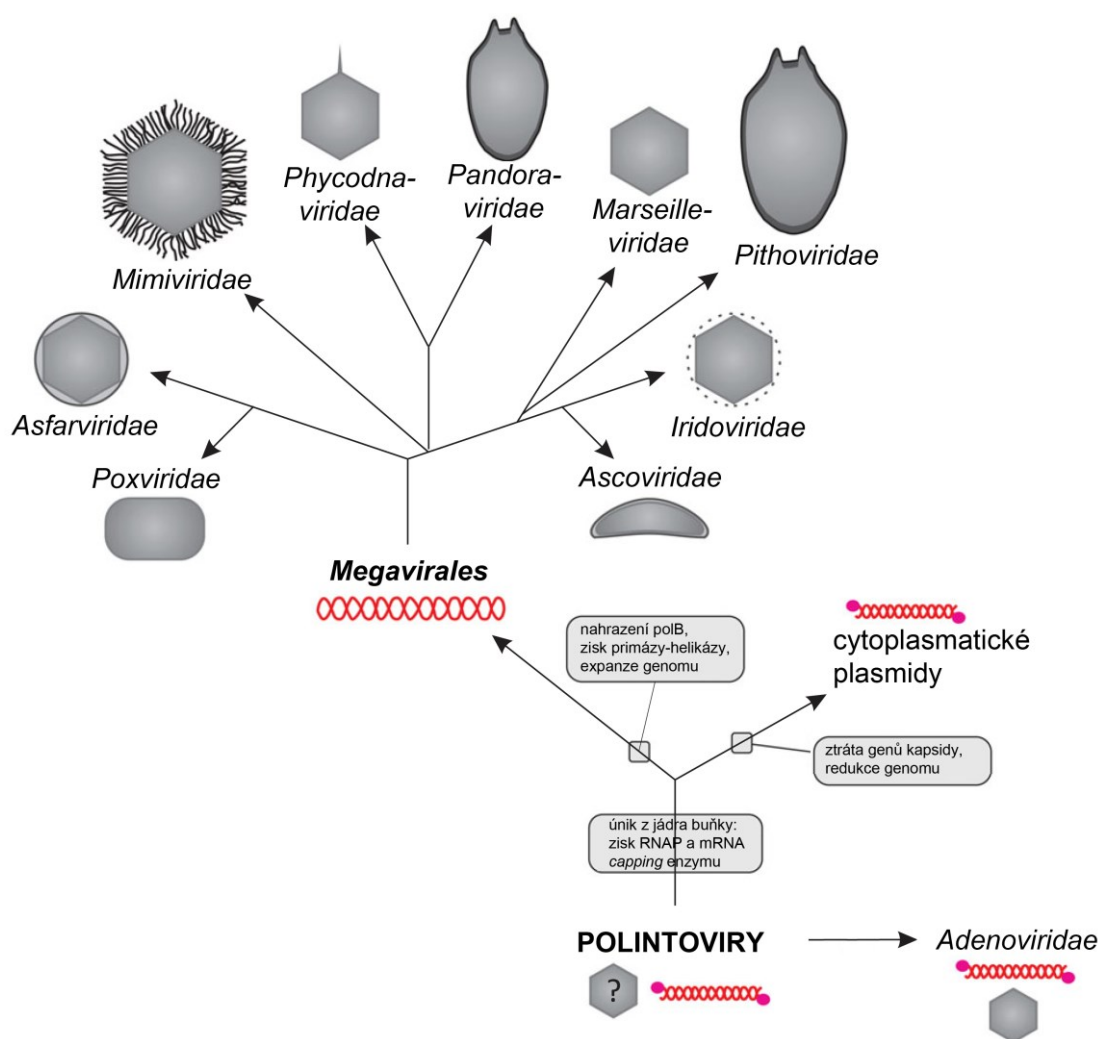 Phycodna-
viridae
Pandora-
viridae
Marseille-
viridae
Pithoviridae
Mimiviridae
Asfarviridae
Iridoviridae
Poxviridae
Ascoviridae
Megavirales
nahrazení polB,
zisk primázy-helikázy,
expanze genomu
cytoplasmatické
plasmidy
ztráta genů kapsidy,
redukce genomu
únik z jádra buňky:
zisk RNAP a mRNA
capping enzymu
POLINTOVIRY
Adenoviridae
?